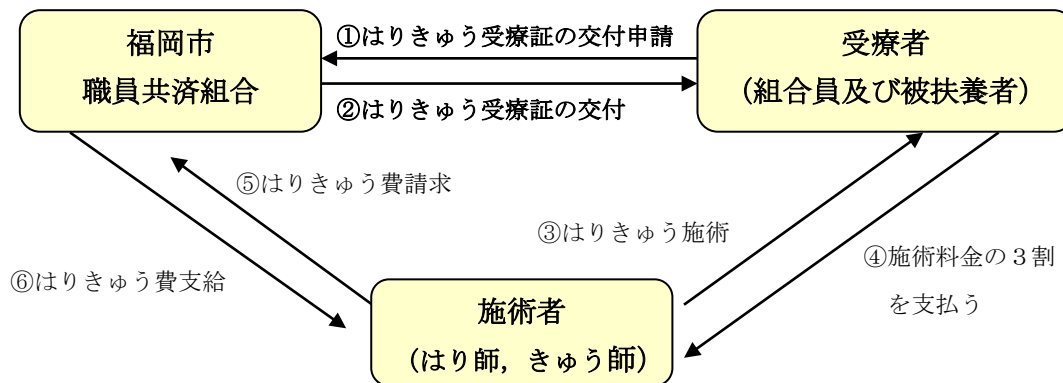 福岡市
職員共済組合
①はりきゅう受療証の交付申請
②はりきゅう受療証の交付
受療者
（組合員及び被扶養者）
⑤はりきゅう費請求
③はりきゅう施術
④施術料金の３割
を支払う
⑥はりきゅう費支給
施術者
（はり師，きゅう師）